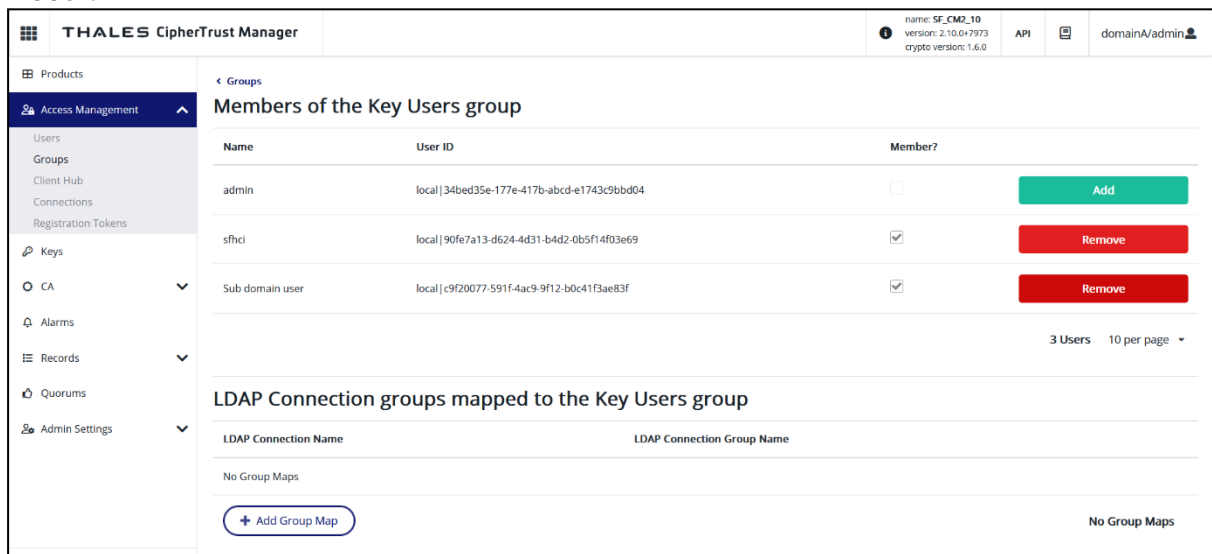 THALES CipherTrust Manager
name: SF_CM2_10
version: 2.10.0+7973
crypto version: 1.6.0
API
domainA/admin
Products
Access Management
Users
Groups
Client Hub
Connections
Registration Tokens
Keys
CA
Alarms
Records
Quorums
Admin Settings
Groups
Members of the Key Users group
Name User ID Member?
admin local|34bed35e-177e-417b-abcd-e1743c9bbd04 Add
sfhci local|90fe7a13-d624-4d31-b4d2-0b5f14f03e69 Remove
Sub domain user local|c9f20077-591f-4ac9-9f12-b0c41f3ae83f Remove
3 Users 10 per page
LDAP Connection groups mapped to the Key Users group
LDAP Connection Name LDAP Connection Group Name
No Group Maps
+ Add Group Map No Group Maps